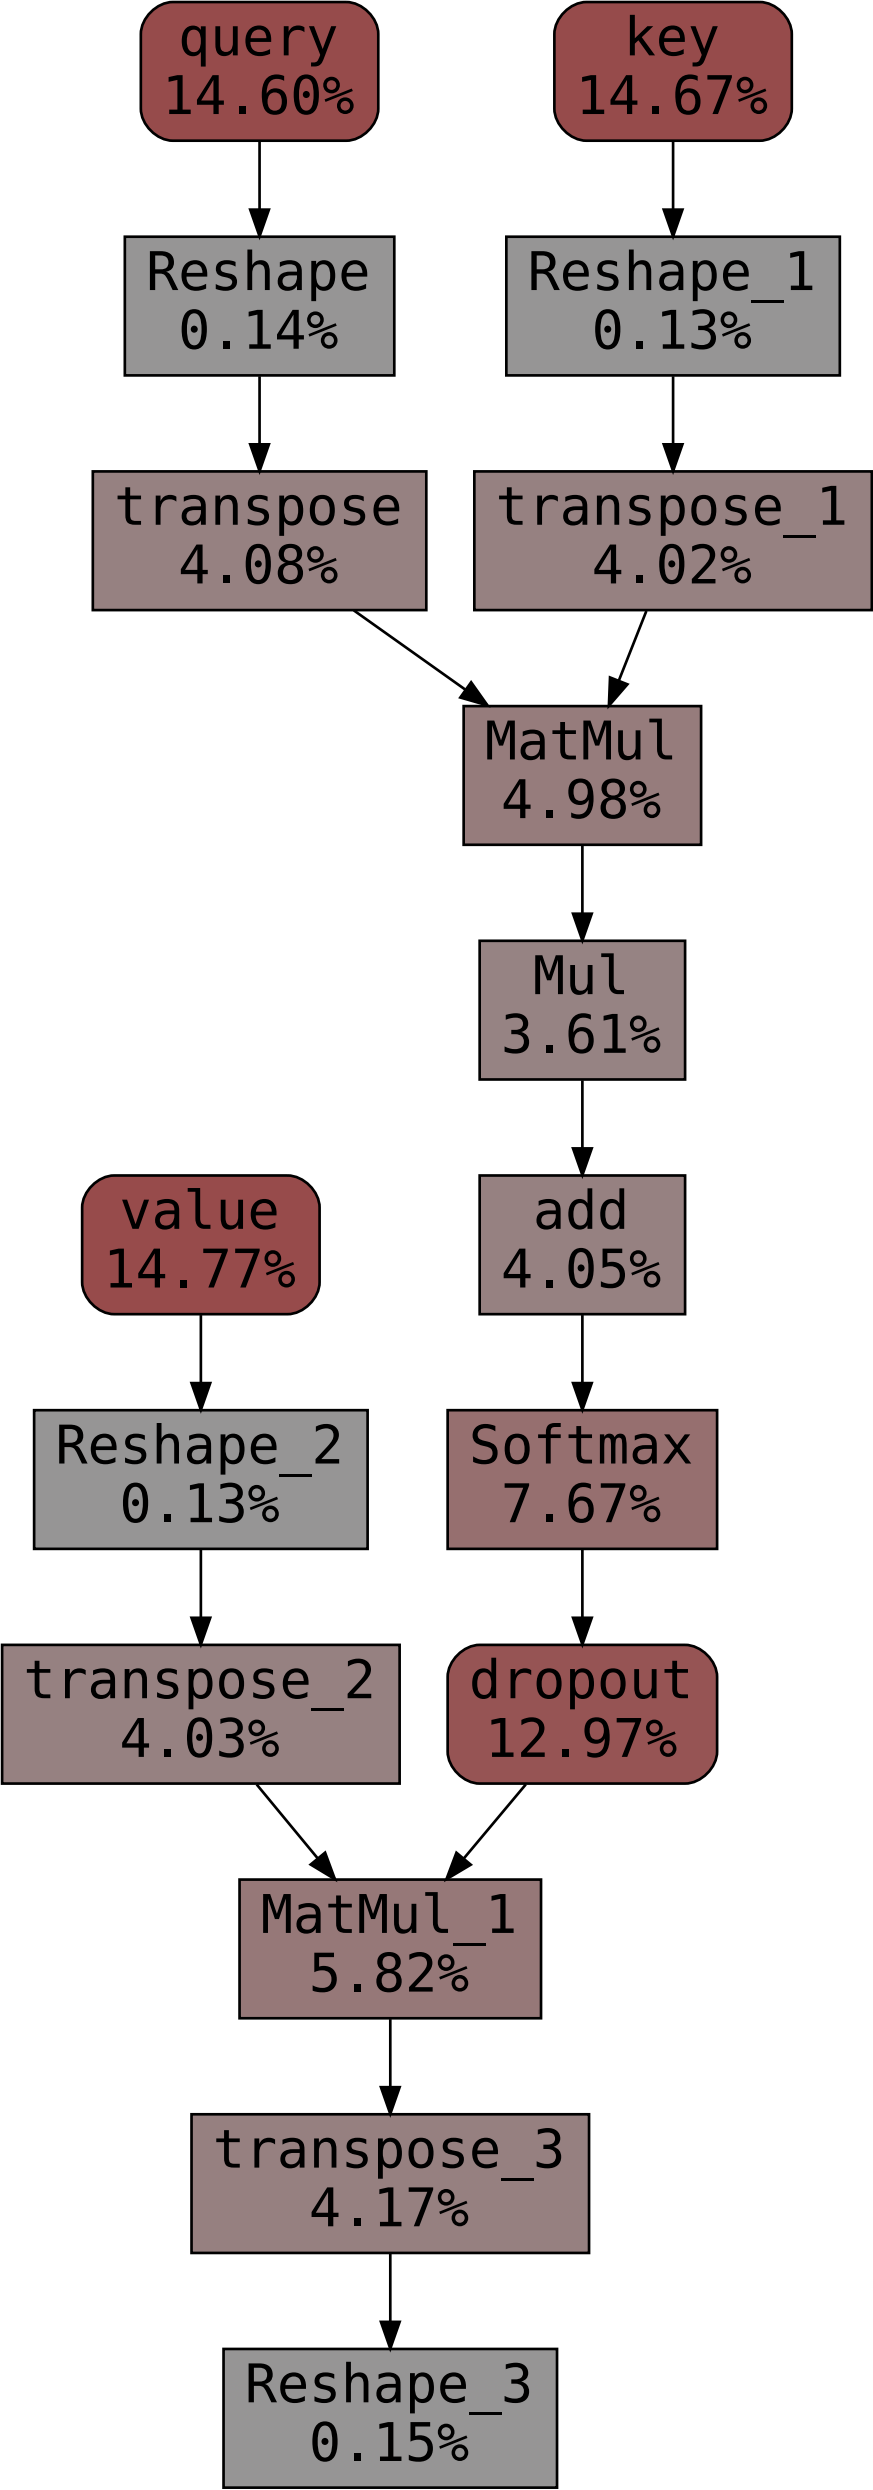 query
14.60%
key
14.67%
Reshape
0.14%
Reshape_1
0.13%
transpose
4.08%
transpose_1
4.02%
MatMul
4.98%
Mul
3.61%
add
4.05%
value
14.77%
Softmax
7.67%
Reshape_2
0.13%
dropout
12.97%
transpose_2
4.03%
MatMul_1
5.82%
transpose_3
4.17%
Reshape_3
0.15%